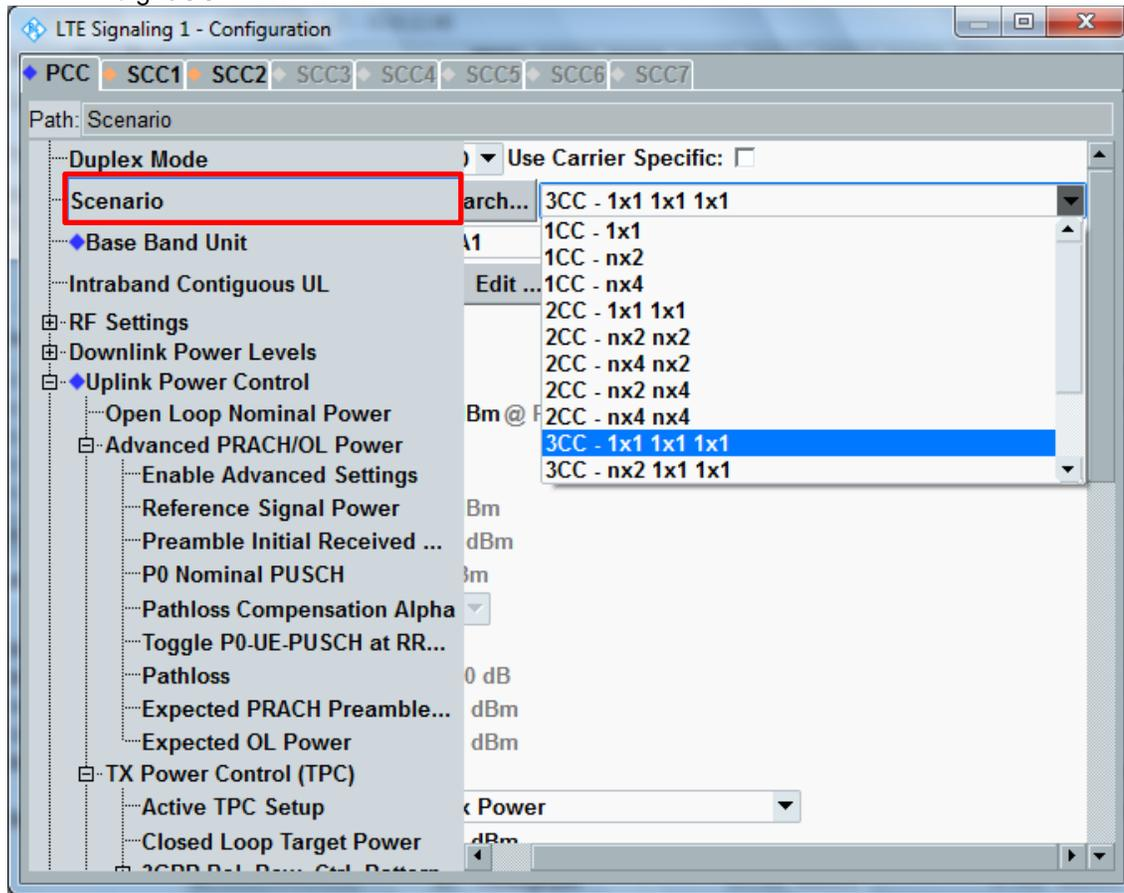 LTE Signaling 1 - Configuration
PCC SCC1 SCC2 SCC3 SCC4 SCC5 SCC6 SCC7
Path: Scenario
Duplex Mode Use Carrier Specific:
Scenario arch... 3CC - 1x1 1x1 1x1
1CC - 1x1
Base Band Unit A1
1CC - nx2
Intraband Contiguous UL Edit ... 1CC - nx4
2CC - 1x1 1x1
RF Settings
2CC - nx2 nx2
Downlink Power Levels
2CC - nx4 nx2
Uplink Power Control
2CC - nx2 nx4
Open Loop Nominal Power Bm @ 2CC - nx4 nx4
Advanced PRACH/OL Power 3CC - 1x1 1x1 1x1
Enable Advanced Settings 3CC - nx2 1x1 1x1
Reference Signal Power Bm
Preamble Initial Received ... dBm
P0 Nominal PUSCH Bm
Pathloss Compensation Alpha
Toggle P0-UE-PUSCH at RR...
Pathloss 0 dB
Expected PRACH Preamble... dBm
Expected OL Power dBm
TX Power Control (TPC)
Active TPC Setup x Power
Closed Loop Target Power dBm